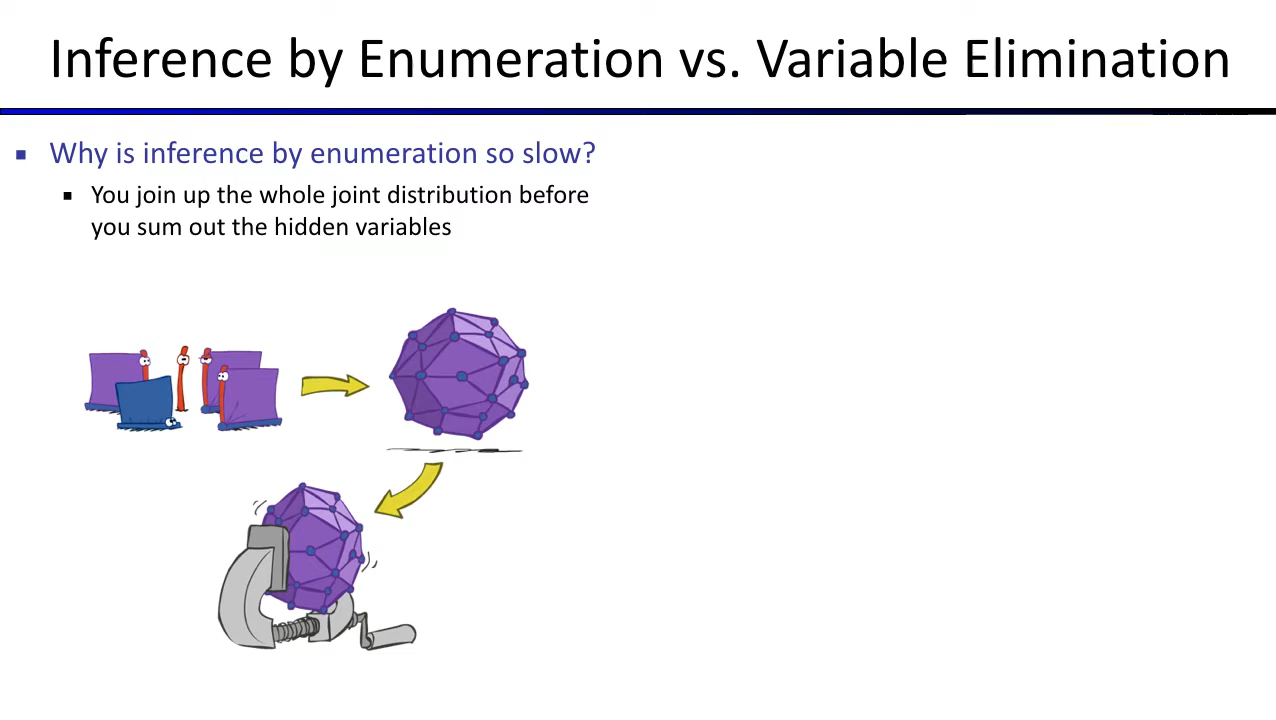 Inference by Enumeration vs. Variable Elimination
Why is inference by enumeration so slow?
You join up the whole joint distribution before
you sum out the hidden variables